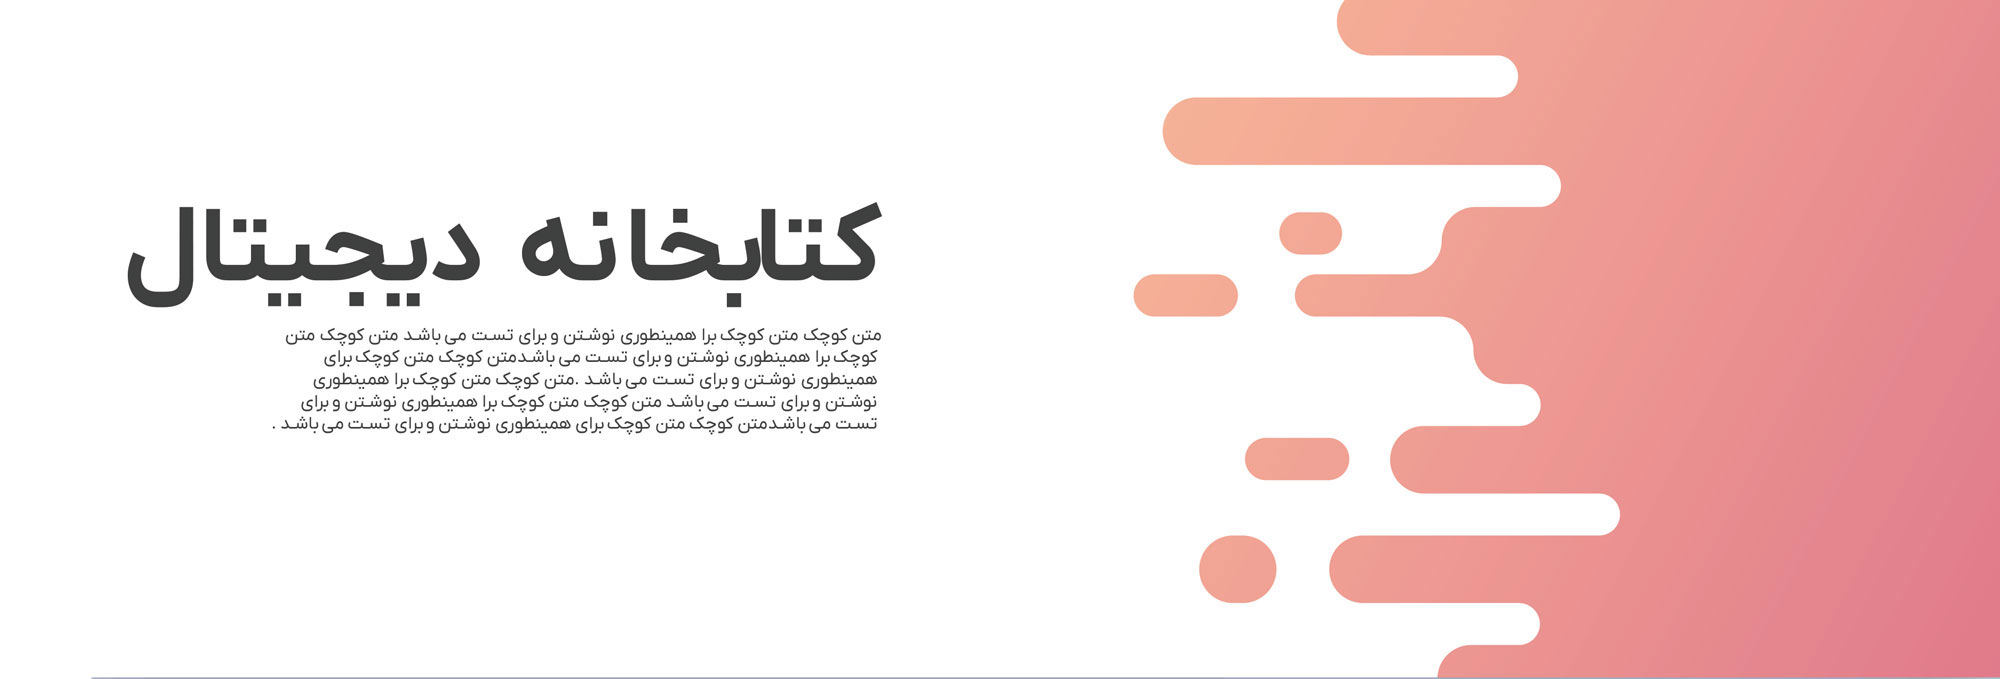 کتابخانه دیجیتال
متن کوچک متن کوچک برا همینطوری نوشتن و برای تست می باشد متن کوچک متن
کوچک برا همینطوری نوشتن و برای تست می باشدمتن کوچک متن کوچک برای
همینطوری نوشتن و برای تست می باشد .متن کوچک متن کوچک برا همینطوری
نوشتن و برای تست می باشد متن کوچک متن کوچک برا همینطوری نوشتن و برای
تست می باشدمتن کوچک متن کوچک برای همینطوری نوشتن و برای تست می باشد .